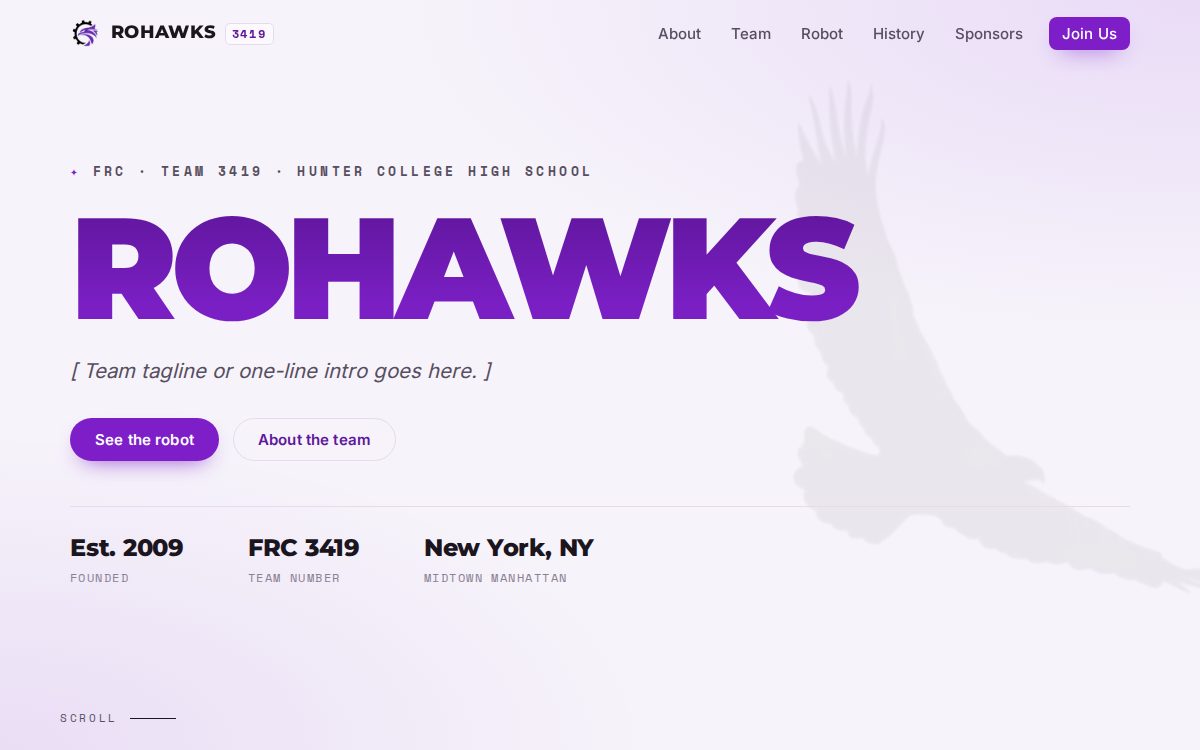 ROHAWKS 3419 About Team Robot History Sponsors Join Us
✦ FRC · TEAM 3419 · HUNTER COLLEGE HIGH SCHOOL
ROHAWKS
[ Team tagline or one-line intro goes here. ]
See the robot About the team
Est. 2009 FRC 3419 New York, NY
FOUNDED TEAM NUMBER MIDTOWN MANHATTAN
SCROLL